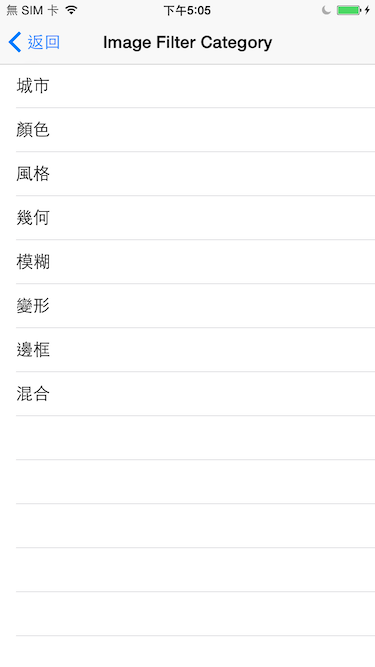 無 SIM 卡 下午5:05
返回 Image Filter Category
城市
顏色
風格
幾何
模糊
變形
邊框
混合